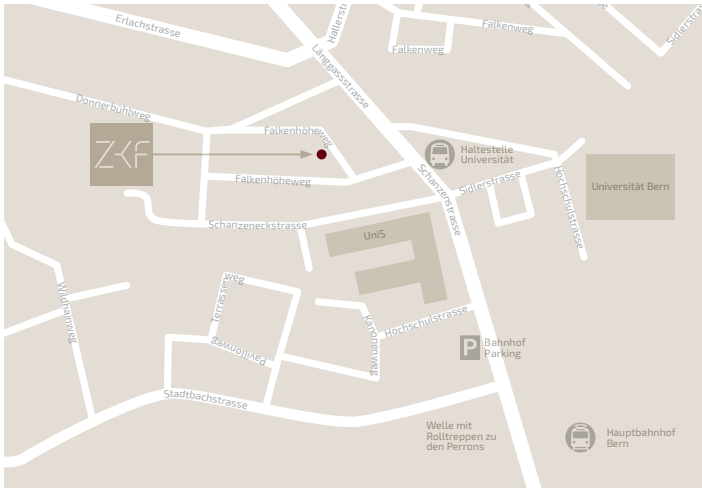 Erlachstrasse
Hallerstr
Falkenweg
Falkenweg
Sidlerstra
Länggassstrasse
Donnerbühlweg
Falkenhöheweg
ZKF
Haltestelle
Universität
Falkenhöheweg
Schanzenstrasse
Sidlerstrasse
Hochschulstrasse
Universität Bern
Schanzeneckstrasse
UniS
Terrassenweg
Wildhainweg
Kanonenweg
Hochschulstrasse
Pavillonweg
P
Bahnhof
Parking
Stadtbachstrasse
Welle mit
Rolltreppen zu
den Perrons
Hauptbahnhof
Bern